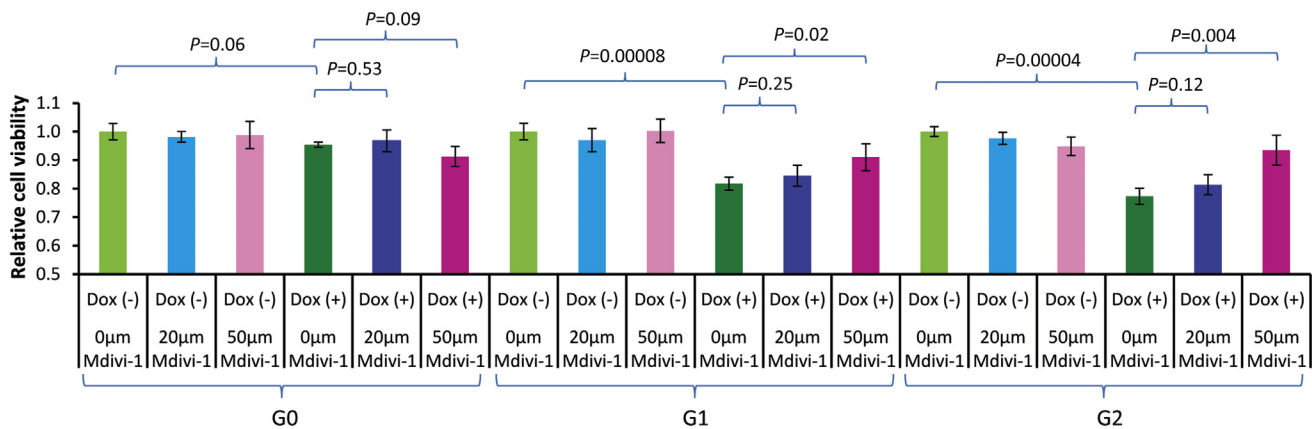 P=0.09
P=0.06
P=0.53
P=0.02
P=0.00008
P=0.25
P=0.004
P=0.00004
P=0.12
Relative cell viability
1.1
1.0
0.9
0.8
0.7
0.6
0.5
Dox (-) Dox (-) Dox (-) Dox (+) Dox (+) Dox (+) Dox (-) Dox (-) Dox (-) Dox (+) Dox (+) Dox (+) Dox (-) Dox (-) Dox (-) Dox (+) Dox (+) Dox (+)
0μm 20μm 50μm 0μm 20μm 50μm 0μm 20μm 50μm 0μm 20μm 50μm 0μm 20μm 50μm 0μm 20μm 50μm
Mdivi-1 Mdivi-1 Mdivi-1 Mdivi-1 Mdivi-1 Mdivi-1 Mdivi-1 Mdivi-1 Mdivi-1 Mdivi-1 Mdivi-1 Mdivi-1 Mdivi-1 Mdivi-1 Mdivi-1 Mdivi-1 Mdivi-1 Mdivi-1
G0 G1 G2